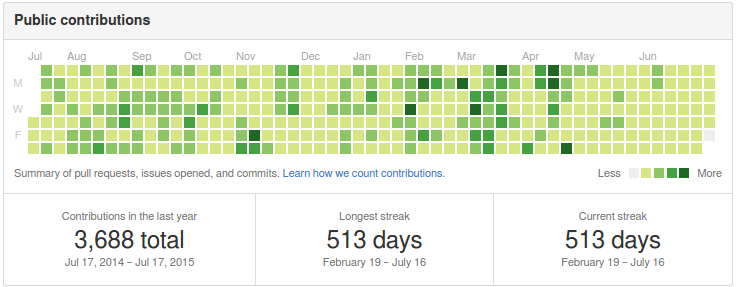 Public contributions
Jul Aug Sep Oct Nov Dec Jan Feb Mar Apr May Jun
M
W
F
Summary of pull requests, issues opened, and commits. Learn how we count contributions.
Less More
Contributions in the last year
3,688 total
Jul 17, 2014 – Jul 17, 2015
Longest streak
513 days
February 19 – July 16
Current streak
513 days
February 19 – July 16